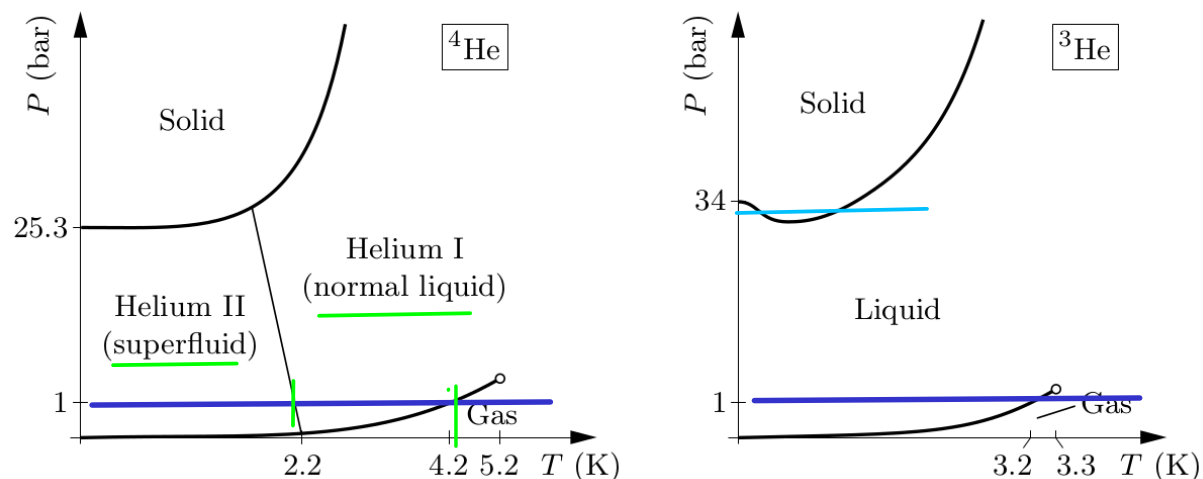 P (bar)
⁴He
Solid
25.3
Helium I
(normal liquid)
Helium II
(superfluid)
1
Gas
2.2
4.2
5.2
T (K)
P (bar)
³He
Solid
34
Liquid
1
Gas
3.2
3.3
T (K)